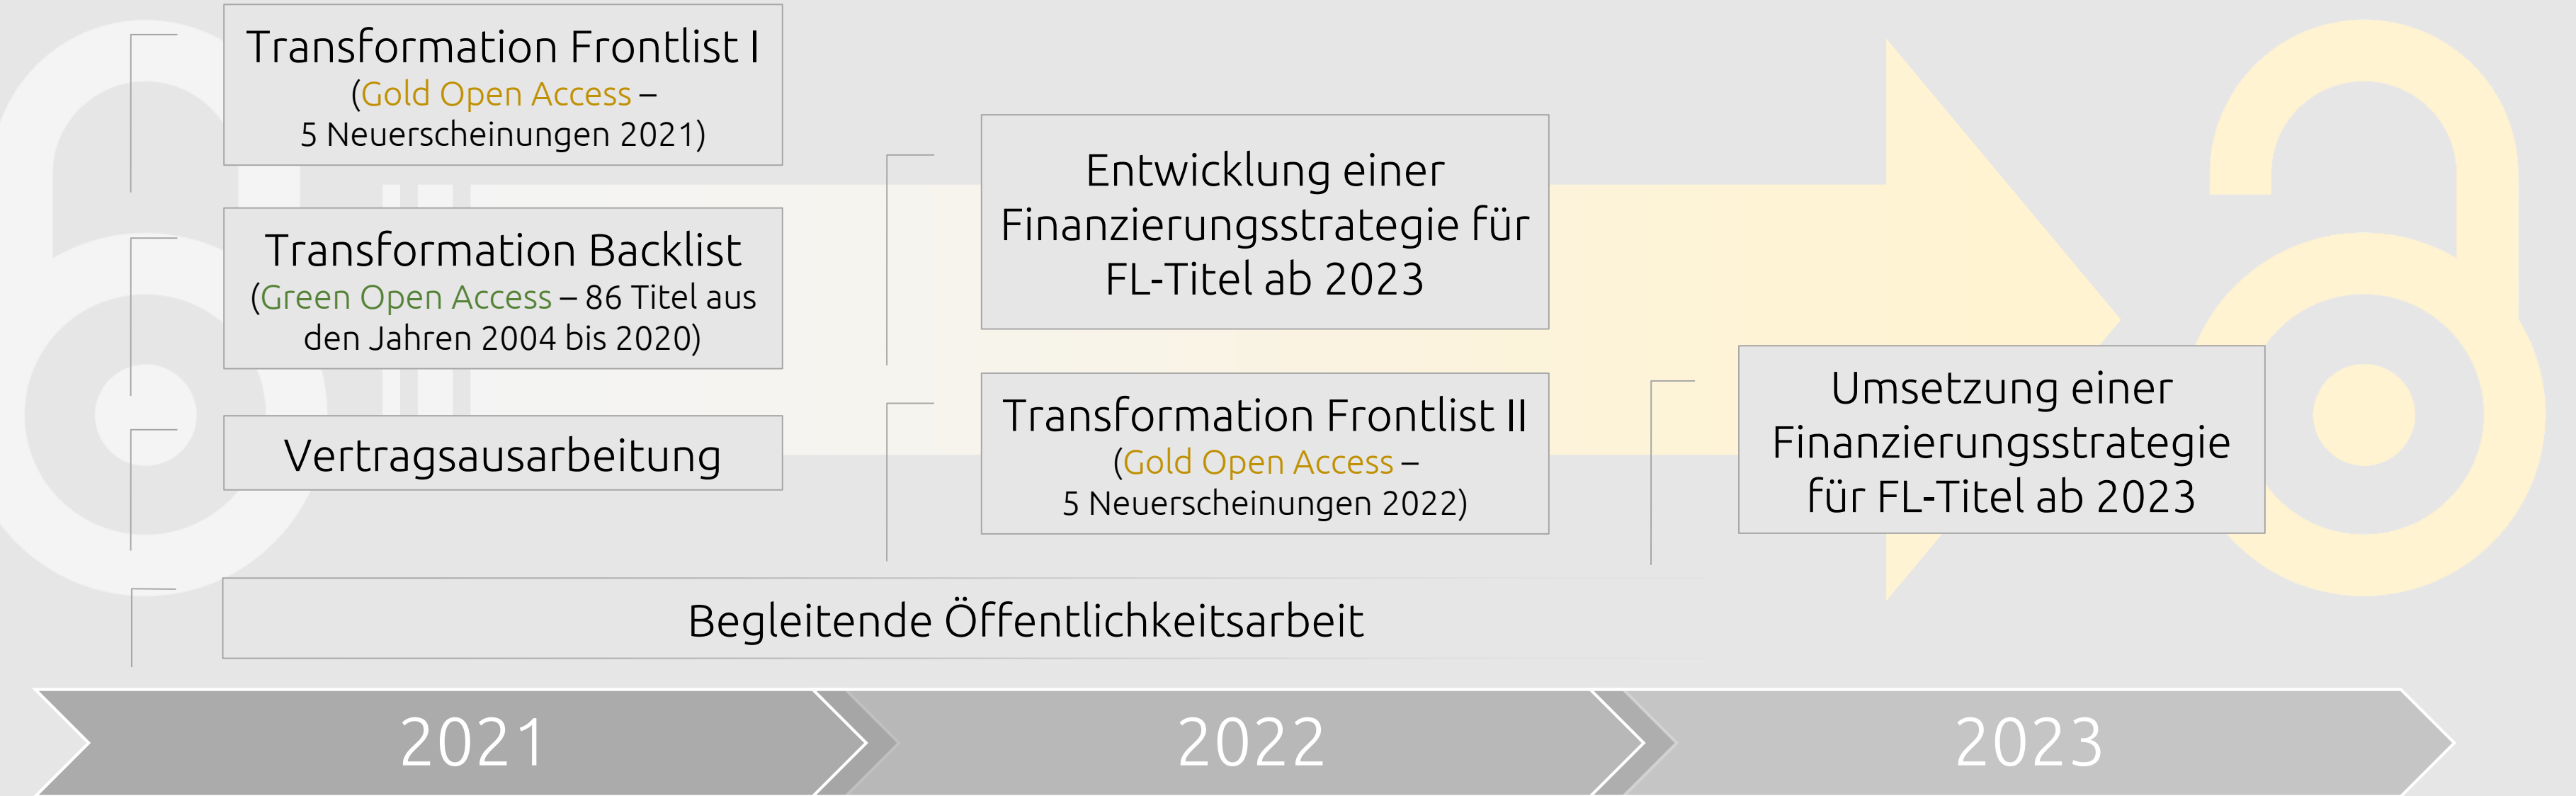 Transformation Frontlist I
(Gold Open Access –
5 Neuerscheinungen 2021)
Transformation Backlist
(Green Open Access – 86 Titel aus
den Jahren 2004 bis 2020)
Vertragsausarbeitung
Entwicklung einer
Finanzierungsstrategie für
FL-Titel ab 2023
Transformation Frontlist II
(Gold Open Access –
5 Neuerscheinungen 2022)
Umsetzung einer
Finanzierungsstrategie
für FL-Titel ab 2023
Begleitende Öffentlichkeitsarbeit
2021
2022
2023